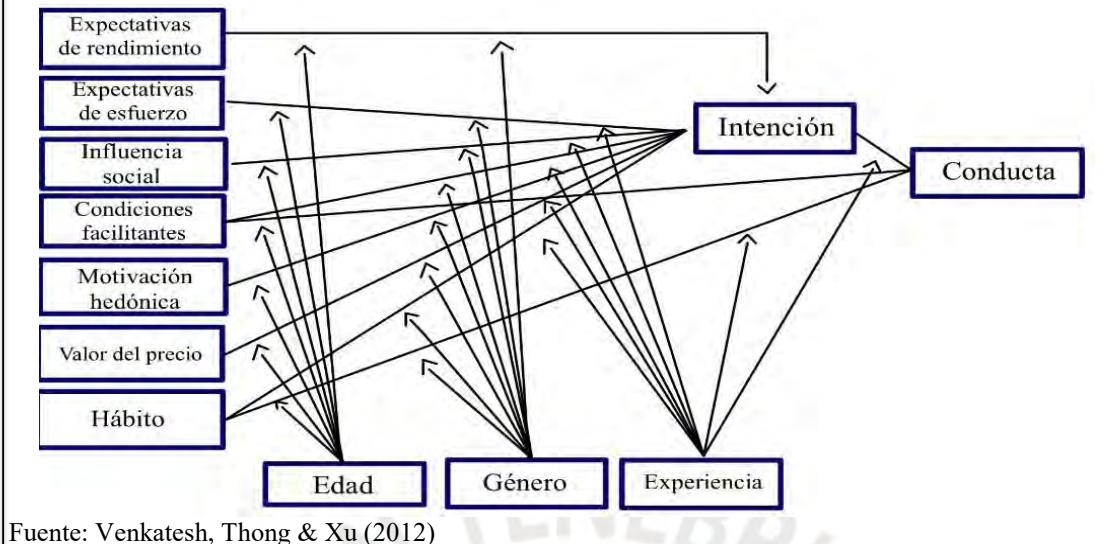 Expectativas
de rendimiento
Expectativas
de esfuerzo
Influencia
social
Condiciones
facilitantes
Motivación
hedónica
Valor del precio
Hábito
Intención
Conducta
Edad
Género
Experiencia
Fuente: Venkatesh, Thong & Xu (2012)